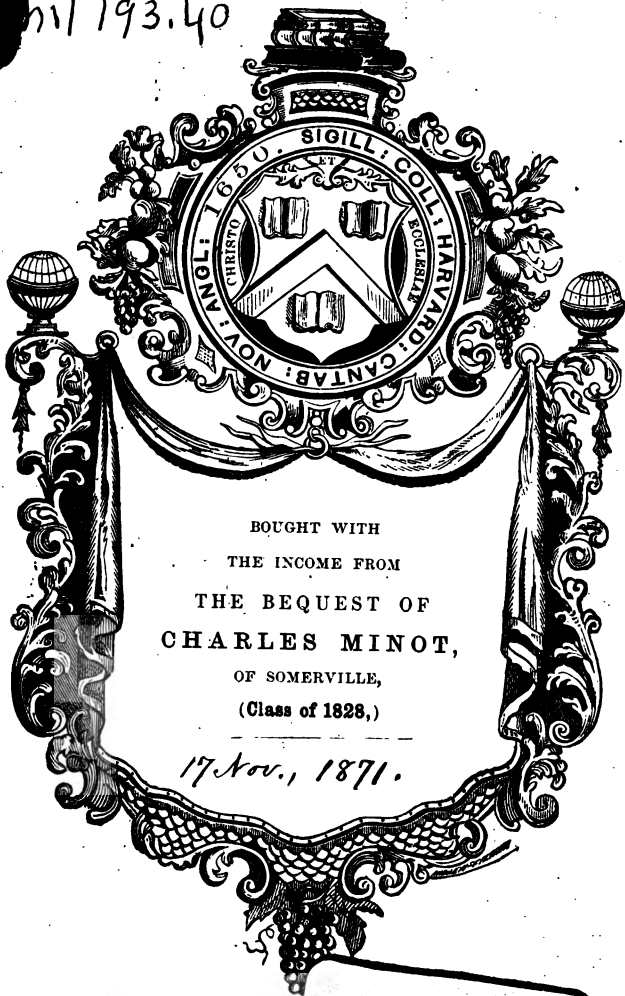 193.40
SIGILL: COLL: HARVARD: CANTAB: NOV: ANGL: 1650.
ET
CHRISTO
ECCLESIAE
BOUGHT WITH
THE INCOME FROM
THE BEQUEST OF
CHARLES MINOT,
OF SOMERVILLE,
(Class of 1828,)
17 Nov., 1871.